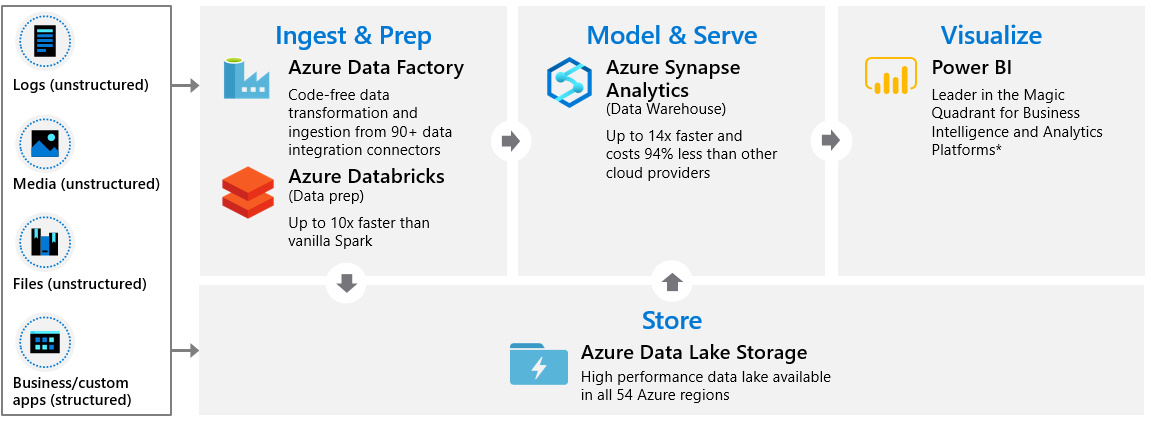 Logs (unstructured)
Media (unstructured)
Files (unstructured)
Business/custom
apps (structured)
Ingest & Prep
Azure Data Factory
Code-free data
transformation and
ingestion from 90+ data
integration connectors
Azure Databricks
(Data prep)
Up to 10x faster than
vanilla Spark
Model & Serve
Azure Synapse
Analytics
(Data Warehouse)
Up to 14x faster and
costs 94% less than other
cloud providers
Visualize
Power BI
Leader in the Magic
Quadrant for Business
Intelligence and Analytics
Platforms*
Store
Azure Data Lake Storage
High performance data lake available
in all 54 Azure regions